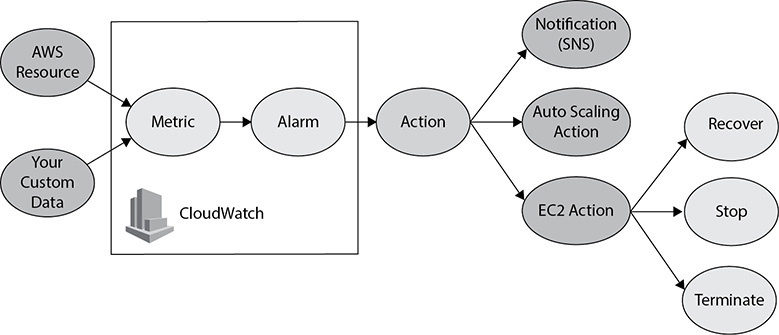 AWS
Resource
Your
Custom
Data
Metric
Alarm
CloudWatch
Action
Notification
(SNS)
Auto Scaling
Action
EC2 Action
Recover
Stop
Terminate